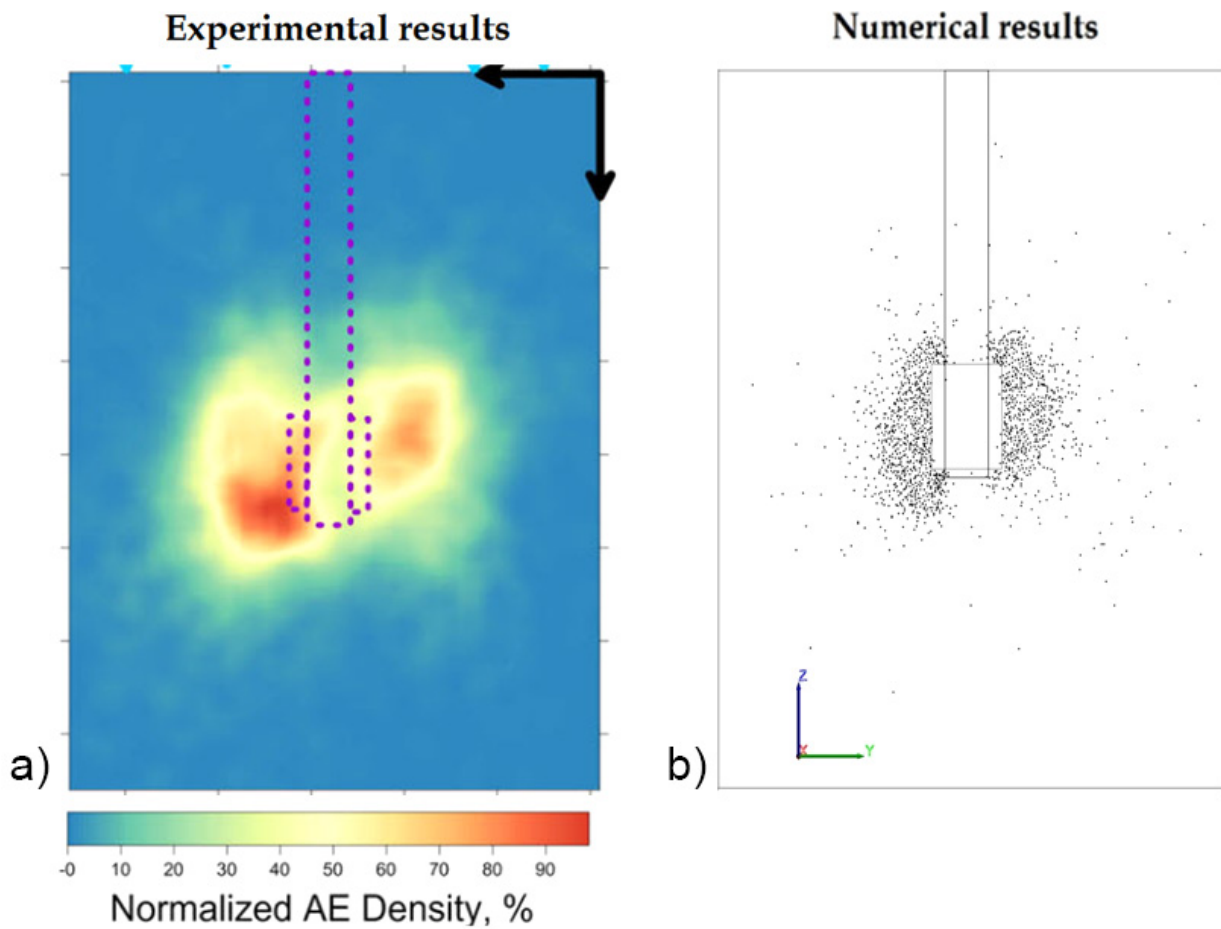 Experimental results
Numerical results
Z
X
Y
a)
b)
-0 10 20 30 40 50 60 70 80 90
Normalized AE Density, %